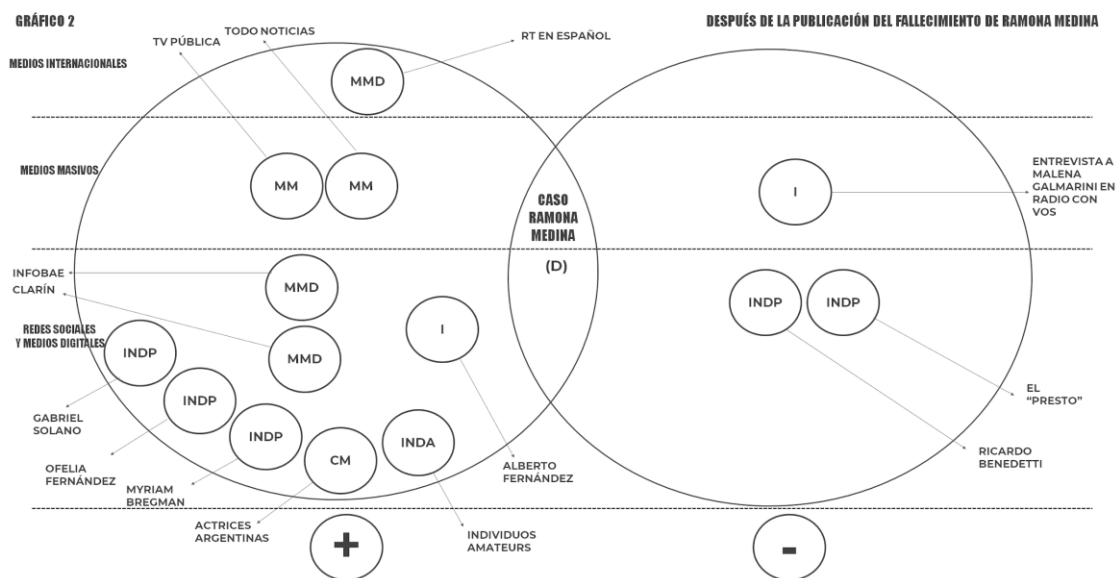 GRÁFICO 2
DESPUÉS DE LA PUBLICACIÓN DEL FALLECIMIENTO DE RAMONA MEDINA
TODO NOTICIAS
TV PÚBLICA
RT EN ESPAÑOL
MEDIOS INTERNACIONALES
MMD
MEDIOS MASIVOS
MM
MM
I
ENTREVISTA A
MALENA
GALMARINI EN
RADIO CON
VOS
CASO
RAMONA
MEDINA
(D)
INFOBAE
CLARÍN
MMD
REDES SOCIALES
Y MEDIOS DIGITALES
INDP
MMD
I
INDP
INDP
INDP
INDP
CM
INDA
GABRIEL
SOLANO
OFELIA
FERNÁNDEZ
MYRIAM
BREGMAN
ACTRICES
ARGENTINAS
INDIVIDUOS
AMATEURS
ALBERTO
FERNÁNDEZ
EL
“PRESTO”
RICARDO
BENEDETTI
+
-